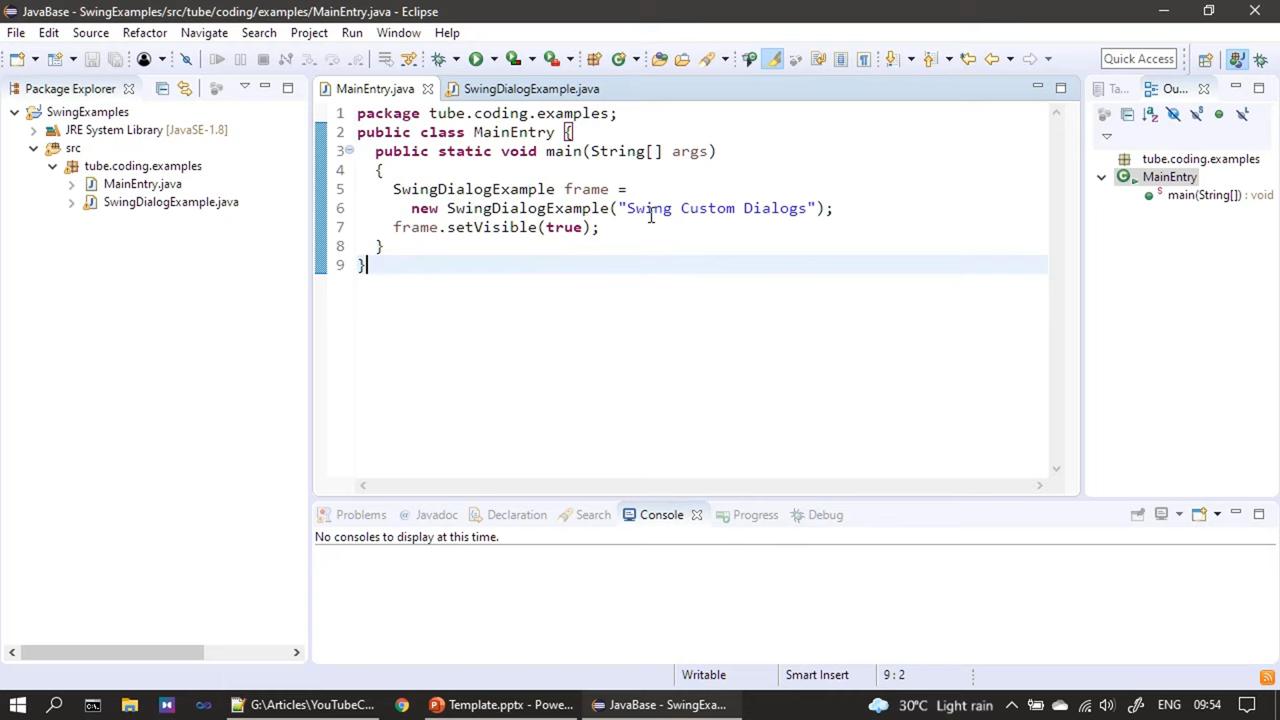 JavaBase - SwingExamples/src/tube/coding/examples/MainEntry.java - Eclipse
File Edit Source Refactor Navigate Search Project Run Window Help
Quick Access
Package Explorer
MainEntry.java
SwingDialogExample.java
Ta...
Ou...
SwingExamples
JRE System Library [JavaSE-1.8]
src
tube.coding.examples
MainEntry.java
SwingDialogExample.java
1 package tube.coding.examples;
2 public class MainEntry {
3 public static void main(String[] args)
4 {
5 SwingDialogExample frame =
6 new SwingDialogExample("Swing Custom Dialogs");
7 frame.setVisible(true);
8 }
9 }
tube.coding.examples
MainEntry
main(String[]) : void
Problems Javadoc Declaration Search Console Progress Debug
No consoles to display at this time.
Writable Smart Insert 9 : 2
G:\Articles\YouTubeC... Template.pptx - Powe... JavaBase - SwingExa... 30°C Light rain ENG 09:54